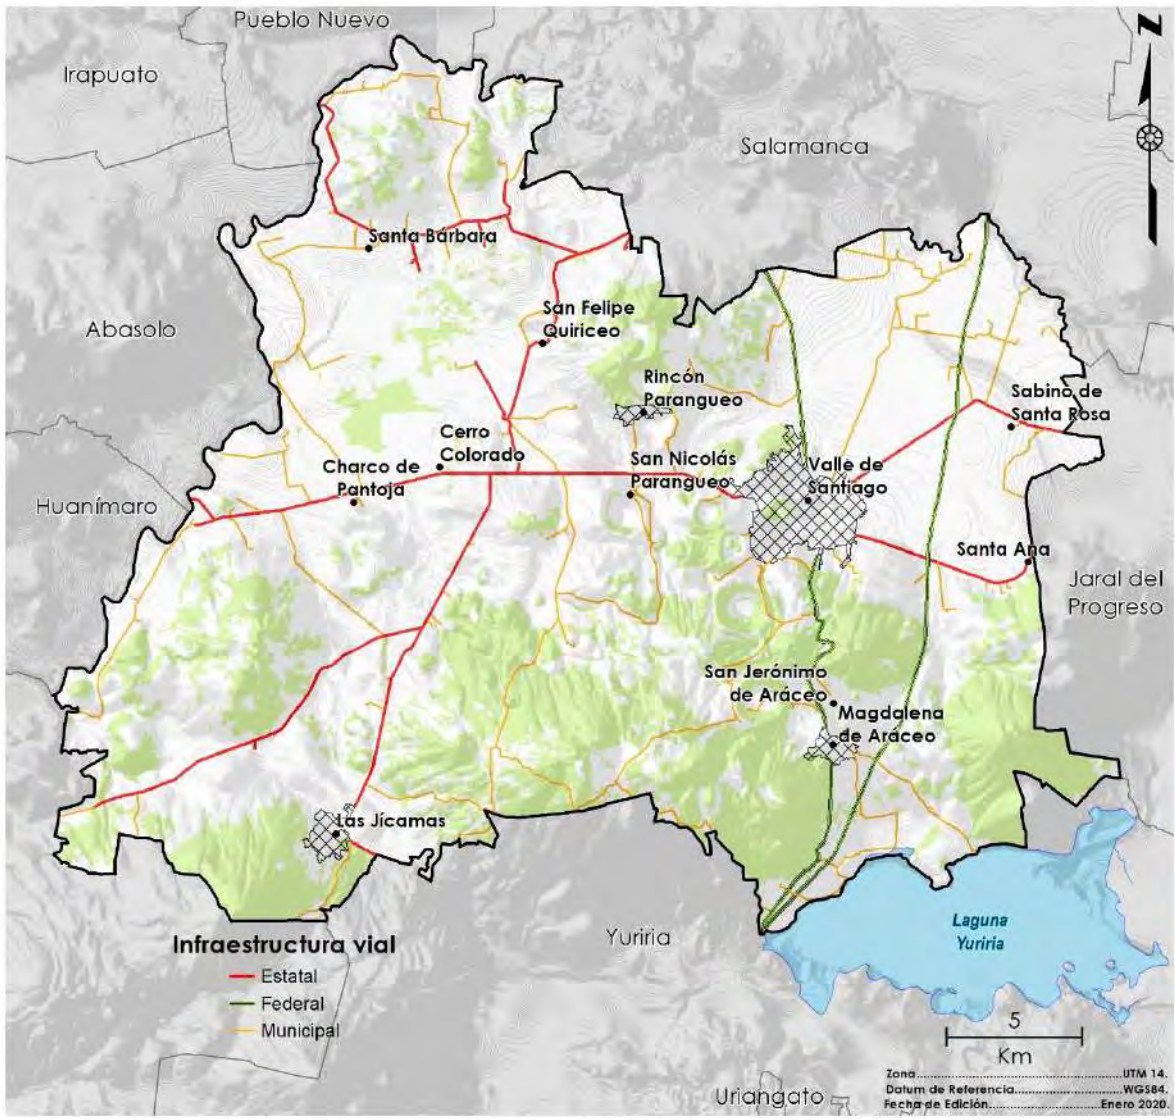 Pueblo Nuevo
Irapuato
Z
Salamanca
Santa Bárbara
San Felipe
Quiriceo
Abasolo
Rincón
Parangueo
Sabino de
Santa Rosa
Cerro
Colorado
Charco de
Pantoja
San Nicolás
Parangueo
Valle de
Santiago
Huanímaro
Santa Ana
Jaral del
Progreso
San Jerónimo
de Aráceo
Magdalena
de Aráceo
Las Jícamas
Laguna
Yuriria
Yuriria
Infraestructura vial
Estatal
Federal
Municipal
5
Km
Uriangato
Zona....................UTM 14.
Datum de Referencia....................WGS84.
Fecha de Edición....................Enero 2020.